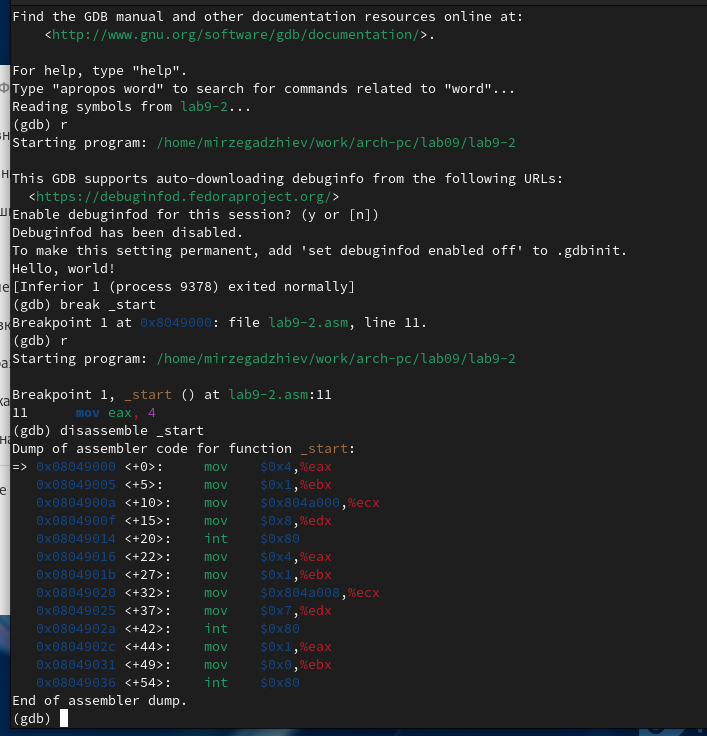 Find the GDB manual and other documentation resources online at:
    <http://www.gnu.org/software/gdb/documentation/>.
For help, type "help".
Type "apropos word" to search for commands related to "word"...
Reading symbols from lab9-2...
(gdb) r
Starting program: /home/mirzegadzhiev/work/arch-pc/lab09/lab9-2
This GDB supports auto-downloading debuginfo from the following URLs:
  <https://debuginfod.fedoraproject.org/>
Enable debuginfod for this session? (y or [n])
Debuginfod has been disabled.
To make this setting permanent, add 'set debuginfod enabled off' to .gdbinit.
Hello, world!
[Inferior 1 (process 9378) exited normally]
(gdb) break _start
Breakpoint 1 at 0x8049000: file lab9-2.asm, line 11.
(gdb) r
Starting program: /home/mirzegadzhiev/work/arch-pc/lab09/lab9-2
Breakpoint 1, _start () at lab9-2.asm:11
11      mov eax, 4
(gdb) disassemble _start
Dump of assembler code for function _start:
=> 0x08049000 <+0>:     mov    $0x4,%eax
   0x08049005 <+5>:     mov    $0x1,%ebx
   0x0804900a <+10>:    mov    $0x804a000,%ecx
   0x0804900f <+15>:    mov    $0x8,%edx
   0x08049014 <+20>:    int    $0x80
   0x08049016 <+22>:    mov    $0x4,%eax
   0x0804901b <+27>:    mov    $0x1,%ebx
   0x08049020 <+32>:    mov    $0x804a008,%ecx
   0x08049025 <+37>:    mov    $0x7,%edx
   0x0804902a <+42>:    int    $0x80
   0x0804902c <+44>:    mov    $0x1,%eax
   0x08049031 <+49>:    mov    $0x0,%ebx
   0x08049036 <+54>:    int    $0x80
End of assembler dump.
(gdb)